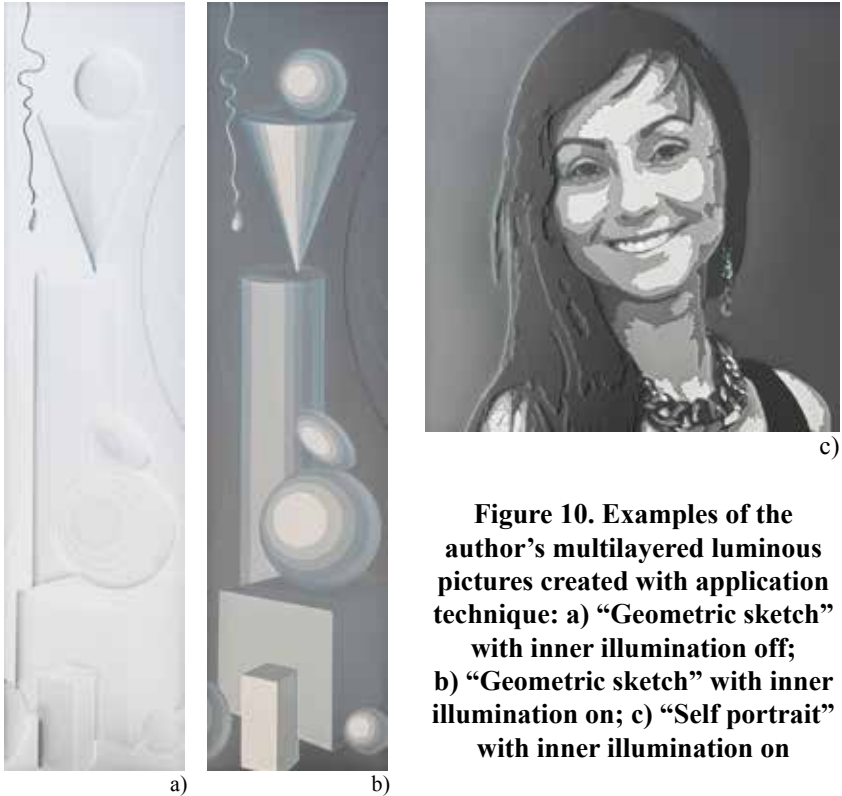 c)
Figure 10. Examples of the
author’s multilayered luminous
pictures created with application
technique: a) “Geometric sketch”
with inner illumination off;
b) “Geometric sketch” with inner
illumination on; c) “Self portrait”
with inner illumination on
a)
b)